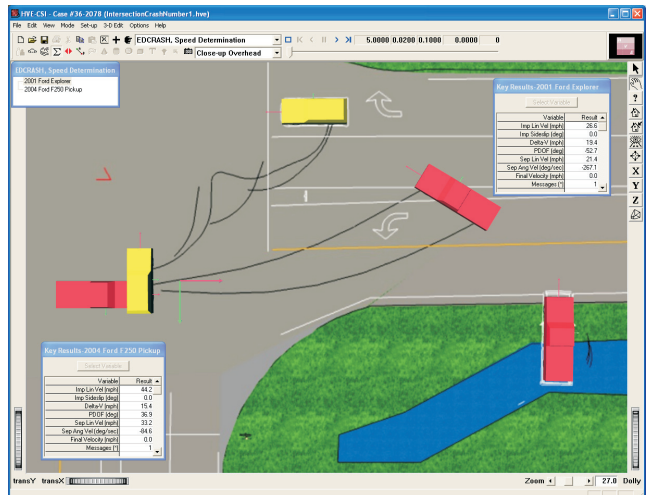 HVE-CSI - Case #36-2078 (IntersectionCrashNumber1.hve)
File Edit View Mode Set-up 3-D Edit Options Help
EDCRASH, Speed Determination 5.0000 0.0200 0.1000 0.0000 0
Close-up Overhead
EDCRASH, Speed Determination
2001 Ford Explorer
2004 Ford F250 Pickup
Key Results-2001 Ford Explorer
Select Variable
Variable Result
Imp Lin Vel (mph) 26.6
Imp Sideslip (deg) 0.0
Delta-V (mph) 19.4
PDOF (deg) -52.7
Sep Lin Vel (mph) 21.4
Sep Ang Vel (deg/sec) -267.1
Final Velocity (mph) 0.0
Messages (*) 1
?
X
Y
Z
Key Results-2004 Ford F250 Pickup
Select Variable
Variable Result
Imp Lin Vel (mph) 44.2
Imp Sideslip (deg) 0.0
Delta-V (mph) 15.4
PDOF (deg) 36.9
Sep Lin Vel (mph) 33.2
Sep Ang Vel (deg/sec) -84.6
Final Velocity (mph) 0.0
Messages (*) 1
transY transX Zoom 27.0 Dolly